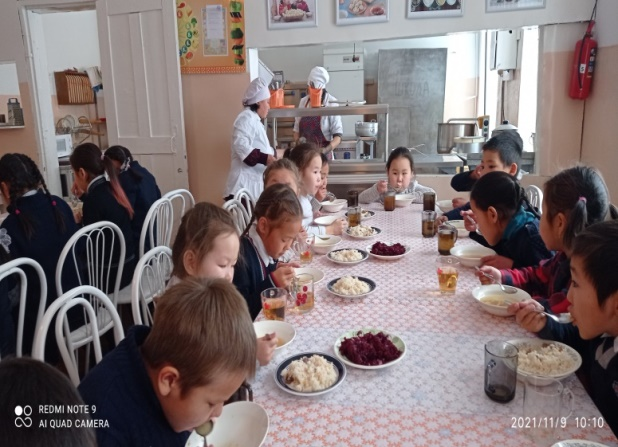 REDMI NOTE 9
AI QUAD CAMERA
2021/11/9 10:10